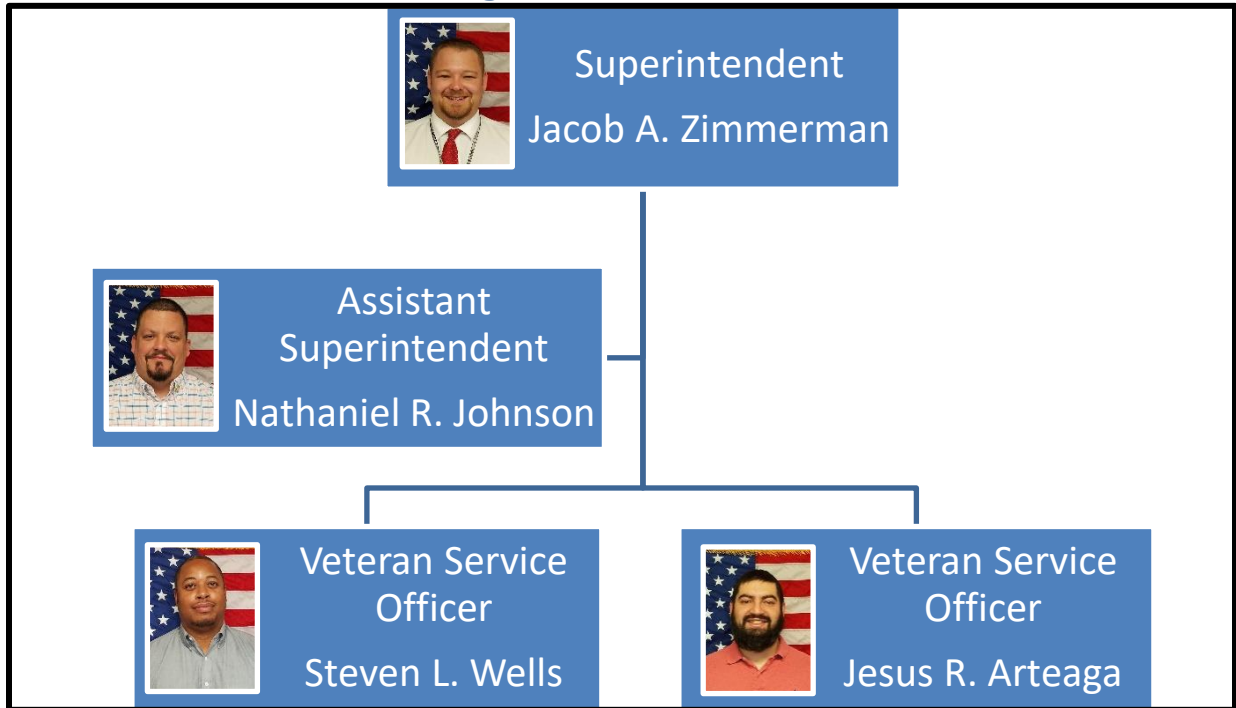 Superintendent
Jacob A. Zimmerman
Assistant
Superintendent
Nathaniel R. Johnson
Veteran Service
Officer
Steven L. Wells
Veteran Service
Officer
Jesus R. Arteaga